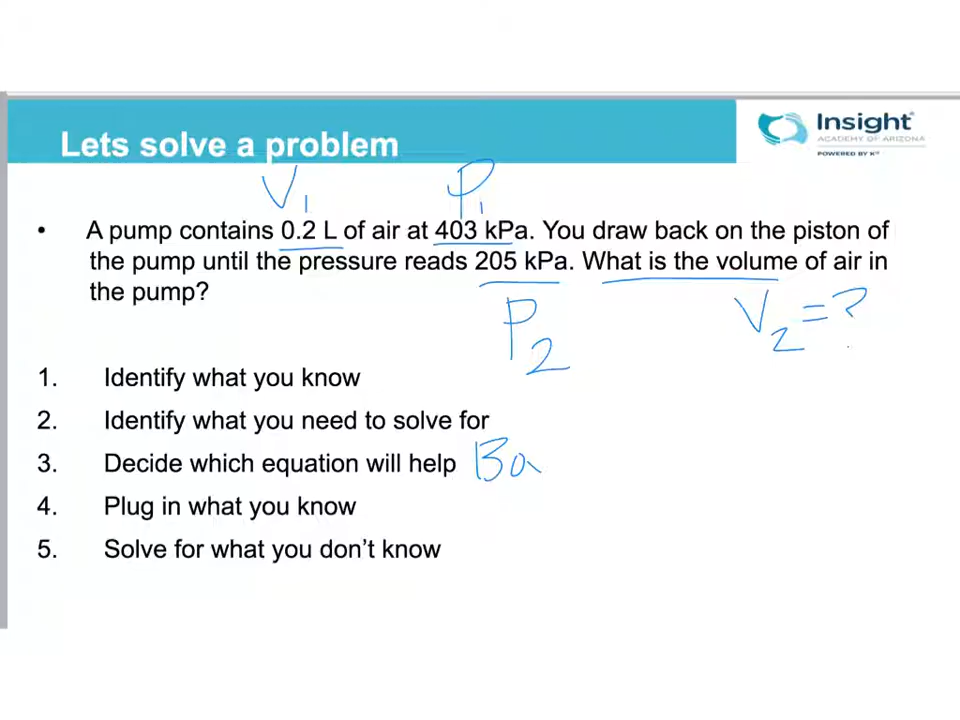 Lets solve a problem
Insight
ACADEMY OF ARIZONA
POWERED BY K¹²
V1
P1
• A pump contains 0.2 L of air at 403 kPa. You draw back on the piston of
the pump until the pressure reads 205 kPa. What is the volume of air in
the pump?
P2
V2 = ?
1. Identify what you know
2. Identify what you need to solve for
3. Decide which equation will help Bo
4. Plug in what you know
5. Solve for what you don’t know